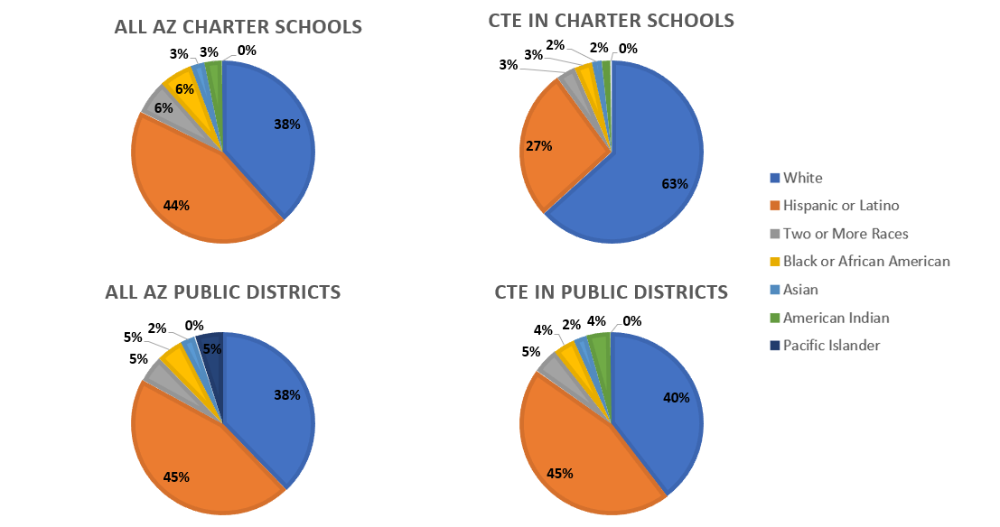 ALL AZ CHARTER SCHOOLS
3% 3% 0%
6%
6%
38%
44%
CTE IN CHARTER SCHOOLS
2% 2% 0%
3%
3%
27%
63%
White
Hispanic or Latino
Two or More Races
Black or African American
Asian
American Indian
Pacific Islander
ALL AZ PUBLIC DISTRICTS
2% 0%
5% 5%
5%
38%
45%
CTE IN PUBLIC DISTRICTS
4% 2% 4% 0%
5%
40%
45%